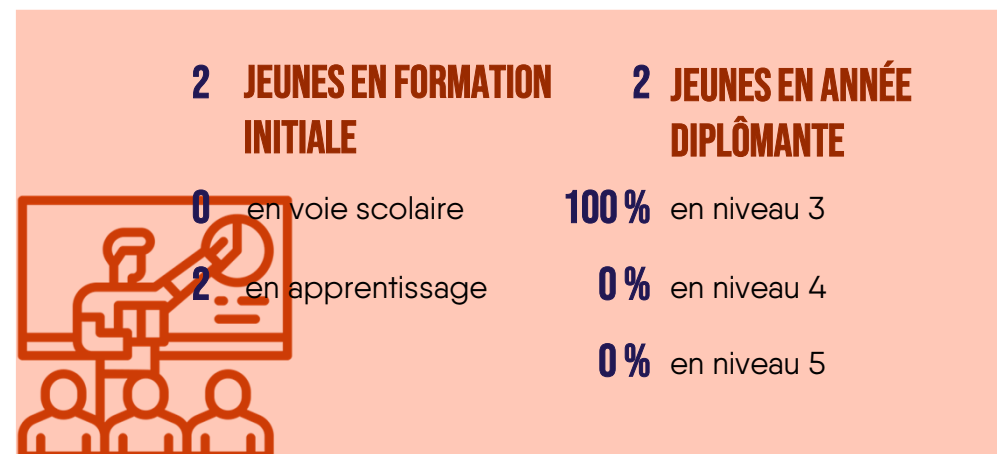 2 JEUNES EN FORMATION
INITIALE
0 en voie scolaire
2 en apprentissage
2 JEUNES EN ANNÉE
DIPLÔMANTE
100 % en niveau 3
0 % en niveau 4
0 % en niveau 5